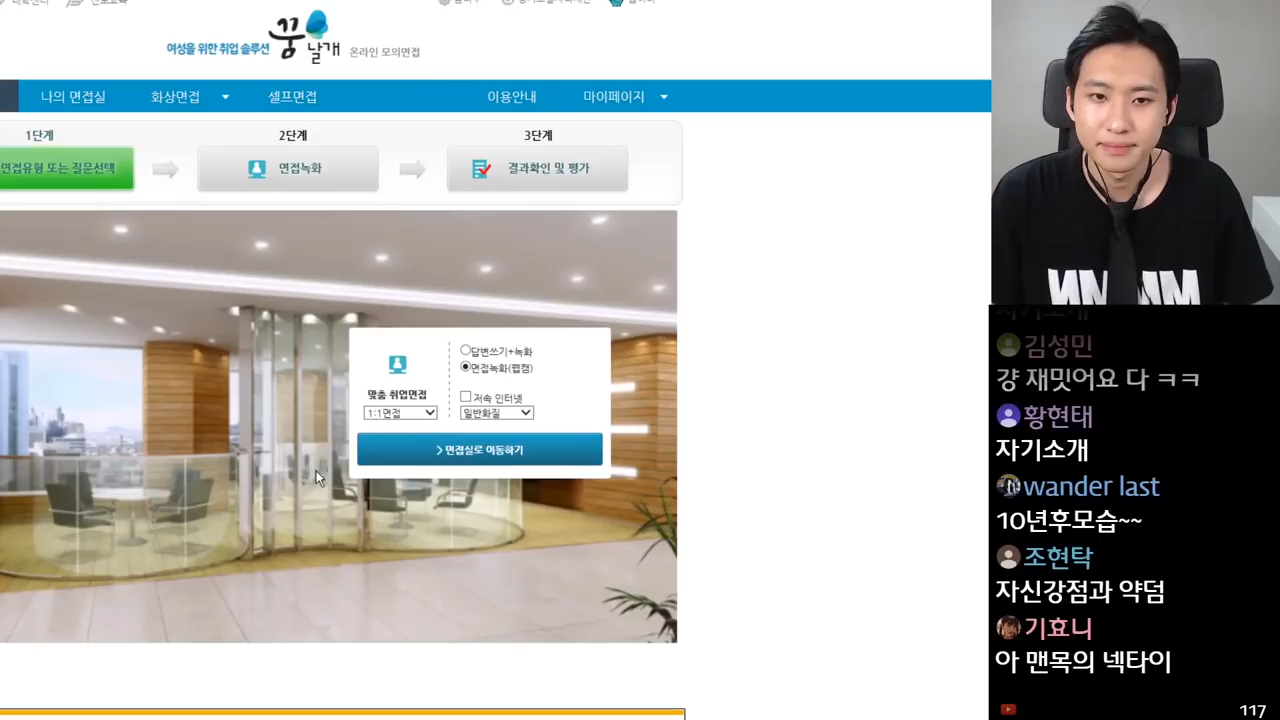 여성을 위한 취업 솔루션 꿈날개 온라인 모의면접
나의 면접실 화상면접 셀프면접 이용안내 마이페이지
1단계 2단계 3단계
면접유형 또는 질문선택 면접녹화 결과확인 및 평가
답변쓰기+녹화
면접녹화(캠캠)
맞춤 취업면접
저속 인터넷
1:1면접 일반화질
면접실로 이동하기
자기소개
김성민
걍 재밋어요 다 ㅋㅋ
황현태
자기소개
wander last
10년후모습~~
조현탁
자신강점과 약덤
기효니
아 맨목의 넥타이
117